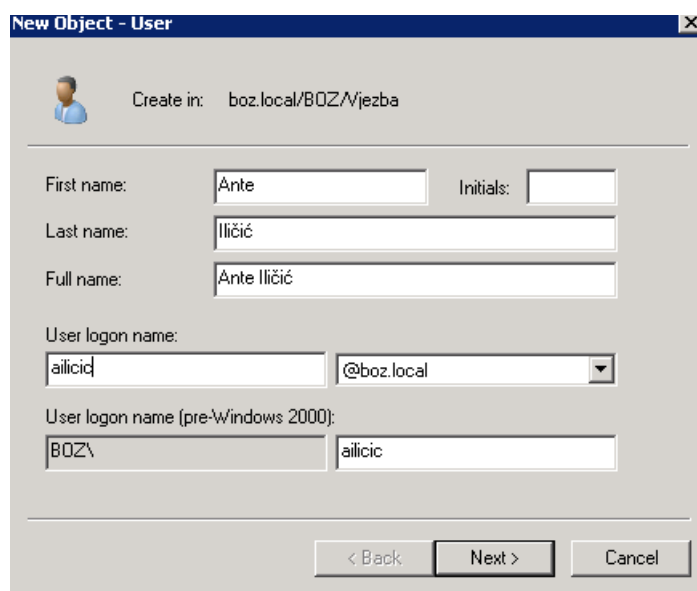 New Object - User
Create in: boz.local/BOZ/Vjezba
First name: Ante Initials:
Last name: Iličić
Full name: Ante Iličić
User logon name:
ailicic @boz.local
User logon name (pre-Windows 2000):
BOZ\ ailicic
< Back Next > Cancel